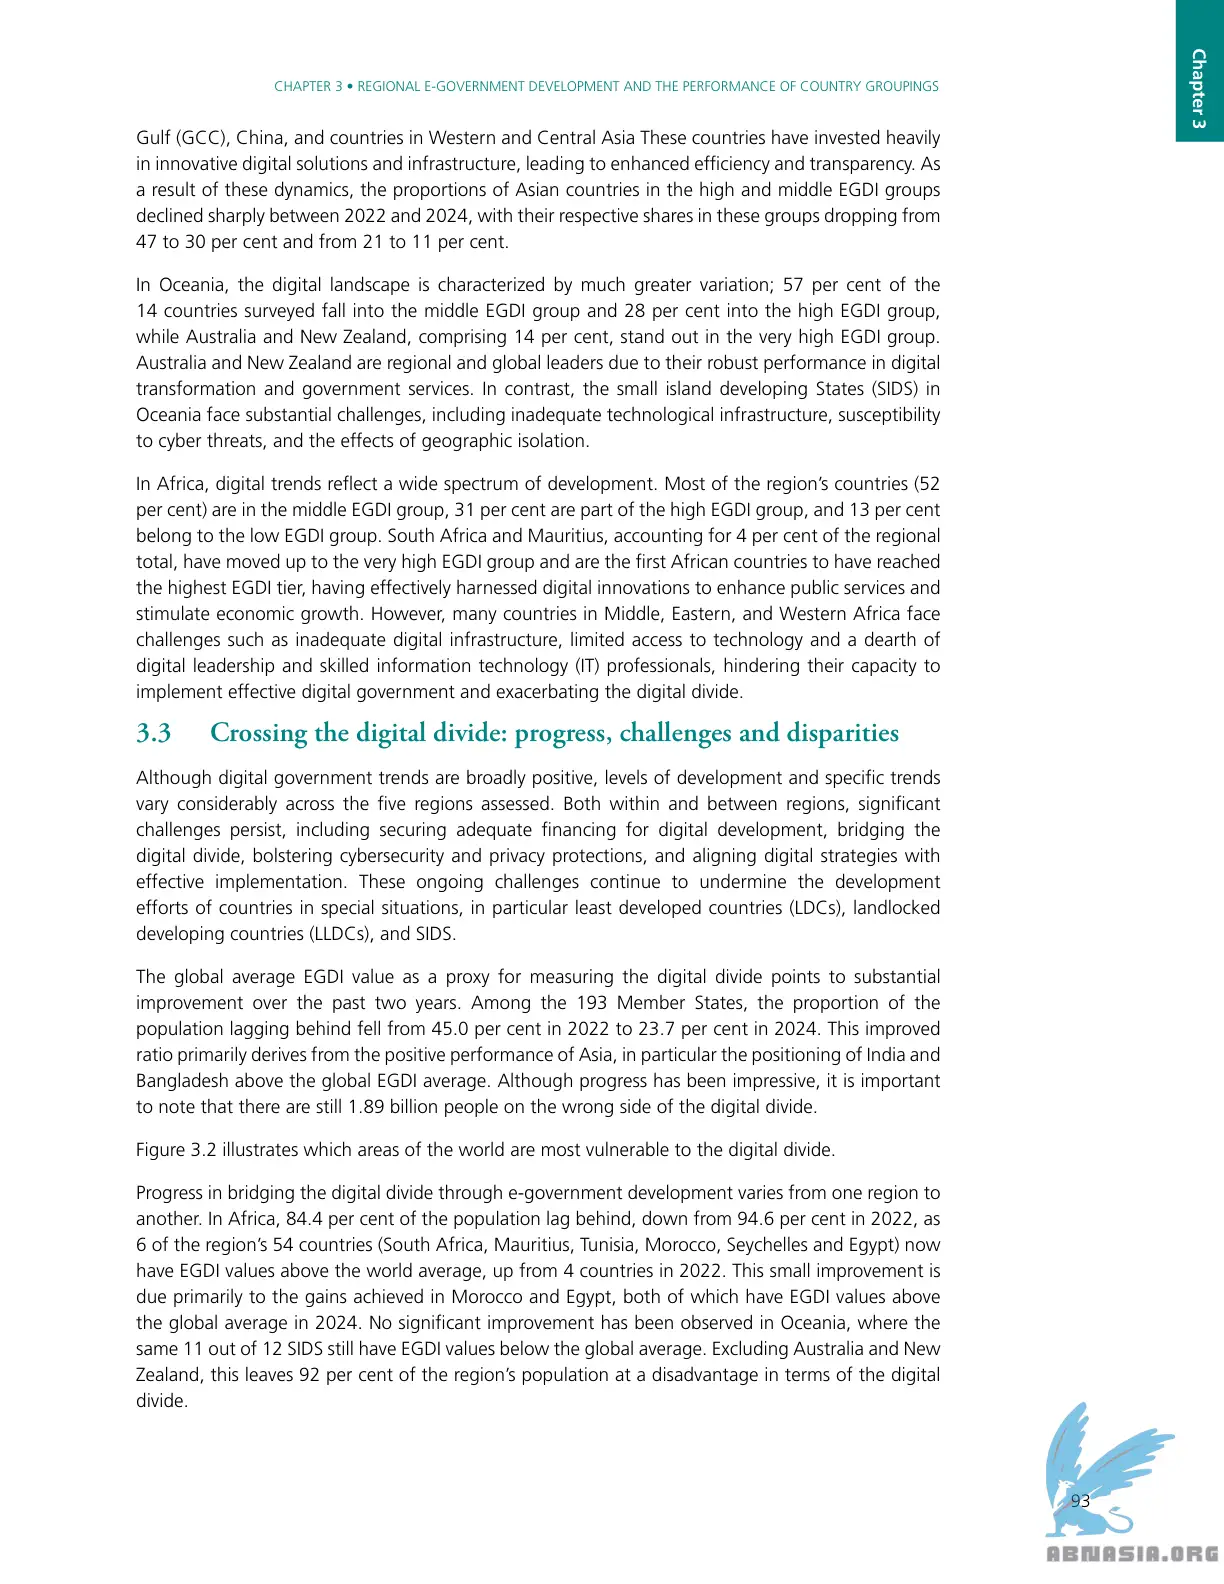 Chapter 3
CHAPTER 3 • REGIONAL E-GOVERNMENT DEVELOPMENT AND THE PERFORMANCE OF COUNTRY GROUPINGS
Gulf (GCC), China, and countries in Western and Central Asia These countries have invested heavily
in innovative digital solutions and infrastructure, leading to enhanced efficiency and transparency. As
a result of these dynamics, the proportions of Asian countries in the high and middle EGDI groups
declined sharply between 2022 and 2024, with their respective shares in these groups dropping from
47 to 30 per cent and from 21 to 11 per cent.
In Oceania, the digital landscape is characterized by much greater variation; 57 per cent of the
14 countries surveyed fall into the middle EGDI group and 28 per cent into the high EGDI group,
while Australia and New Zealand, comprising 14 per cent, stand out in the very high EGDI group.
Australia and New Zealand are regional and global leaders due to their robust performance in digital
transformation and government services. In contrast, the small island developing States (SIDS) in
Oceania face substantial challenges, including inadequate technological infrastructure, susceptibility
to cyber threats, and the effects of geographic isolation.
In Africa, digital trends reflect a wide spectrum of development. Most of the region's countries (52
per cent) are in the middle EGDI group, 31 per cent are part of the high EGDI group, and 13 per cent
belong to the low EGDI group. South Africa and Mauritius, accounting for 4 per cent of the regional
total, have moved up to the very high EGDI group and are the first African countries to have reached
the highest EGDI tier, having effectively harnessed digital innovations to enhance public services and
stimulate economic growth. However, many countries in Middle, Eastern, and Western Africa face
challenges such as inadequate digital infrastructure, limited access to technology and a dearth of
digital leadership and skilled information technology (IT) professionals, hindering their capacity to
implement effective digital government and exacerbating the digital divide.
3.3 Crossing the digital divide: progress, challenges and disparities
Although digital government trends are broadly positive, levels of development and specific trends
vary considerably across the five regions assessed. Both within and between regions, significant
challenges persist, including securing adequate financing for digital development, bridging the
digital divide, bolstering cybersecurity and privacy protections, and aligning digital strategies with
effective implementation. These ongoing challenges continue to undermine the development
efforts of countries in special situations, in particular least developed countries (LDCs), landlocked
developing countries (LLDCs), and SIDS.
The global average EGDI value as a proxy for measuring the digital divide points to substantial
improvement over the past two years. Among the 193 Member States, the proportion of the
population lagging behind fell from 45.0 per cent in 2022 to 23.7 per cent in 2024. This improved
ratio primarily derives from the positive performance of Asia, in particular the positioning of India and
Bangladesh above the global EGDI average. Although progress has been impressive, it is important
to note that there are still 1.89 billion people on the wrong side of the digital divide.
Figure 3.2 illustrates which areas of the world are most vulnerable to the digital divide.
Progress in bridging the digital divide through e-government development varies from one region to
another. In Africa, 84.4 per cent of the population lag behind, down from 94.6 per cent in 2022, as
6 of the region's 54 countries (South Africa, Mauritius, Tunisia, Morocco, Seychelles and Egypt) now
have EGDI values above the world average, up from 4 countries in 2022. This small improvement is
due primarily to the gains achieved in Morocco and Egypt, both of which have EGDI values above
the global average in 2024. No significant improvement has been observed in Oceania, where the
same 11 out of 12 SIDS still have EGDI values below the global average. Excluding Australia and New
Zealand, this leaves 92 per cent of the region's population at a disadvantage in terms of the digital
divide.
93
ABNASIA.ORG